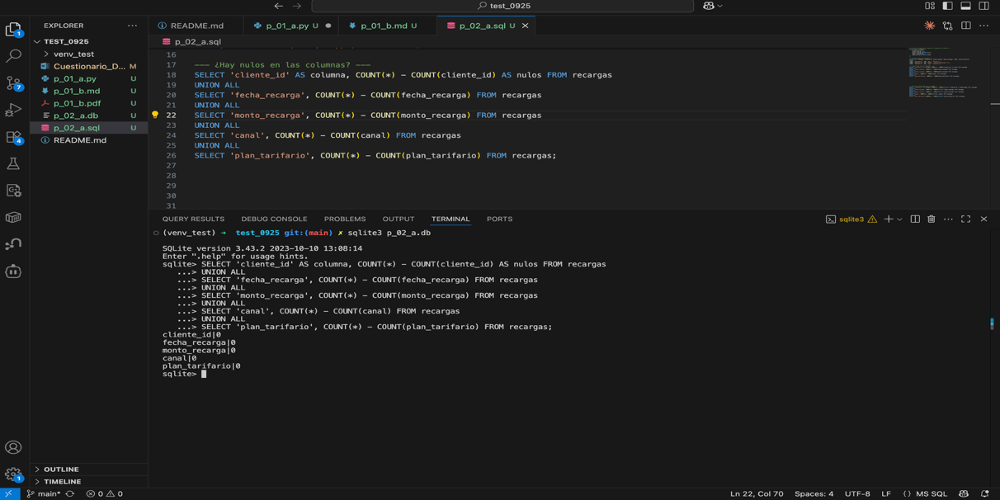 test_0925
EXPLORER
TEST_0925
venv_test
Cuestionario_D... M
p_01_a.py U
p_01_b.md U
p_01_b.pdf U
p_02_a.db U
p_02_a.sql U
README.md
OUTLINE
TIMELINE
1
7
4
1
README.md
p_01_a.py U
p_01_b.md U
p_02_a.sql U
p_02_a.sql
16
17 --- ¿Hay nulos en las columnas? ---
18 SELECT 'cliente_id' AS columna, COUNT(*) - COUNT(cliente_id) AS nulos FROM recargas
19 UNION ALL
20 SELECT 'fecha_recarga', COUNT(*) - COUNT(fecha_recarga) FROM recargas
21 UNION ALL
22 SELECT 'monto_recarga', COUNT(*) - COUNT(monto_recarga) FROM recargas
23 UNION ALL
24 SELECT 'canal', COUNT(*) - COUNT(canal) FROM recargas
25 UNION ALL
26 SELECT 'plan_tarifario', COUNT(*) - COUNT(plan_tarifario) FROM recargas;
27
28
29
30
31
QUERY RESULTS DEBUG CONSOLE PROBLEMS OUTPUT TERMINAL PORTS
sqlite3
(venv_test) → test_0925 git:(main) ✗ sqlite3 p_02_a.db
SQLite version 3.43.2 2023-10-10 13:08:14
Enter ".help" for usage hints.
sqlite> SELECT 'cliente_id' AS columna, COUNT(*) - COUNT(cliente_id) AS nulos FROM recargas
...> UNION ALL
...> SELECT 'fecha_recarga', COUNT(*) - COUNT(fecha_recarga) FROM recargas
...> UNION ALL
...> SELECT 'monto_recarga', COUNT(*) - COUNT(monto_recarga) FROM recargas
...> UNION ALL
...> SELECT 'canal', COUNT(*) - COUNT(canal) FROM recargas
...> UNION ALL
...> SELECT 'plan_tarifario', COUNT(*) - COUNT(plan_tarifario) FROM recargas;
cliente_id|0
fecha_recarga|0
monto_recarga|0
canal|0
plan_tarifario|0
sqlite>
main* 0 0 Ln 22, Col 70 Spaces: 4 UTF-8 LF {} MS SQL